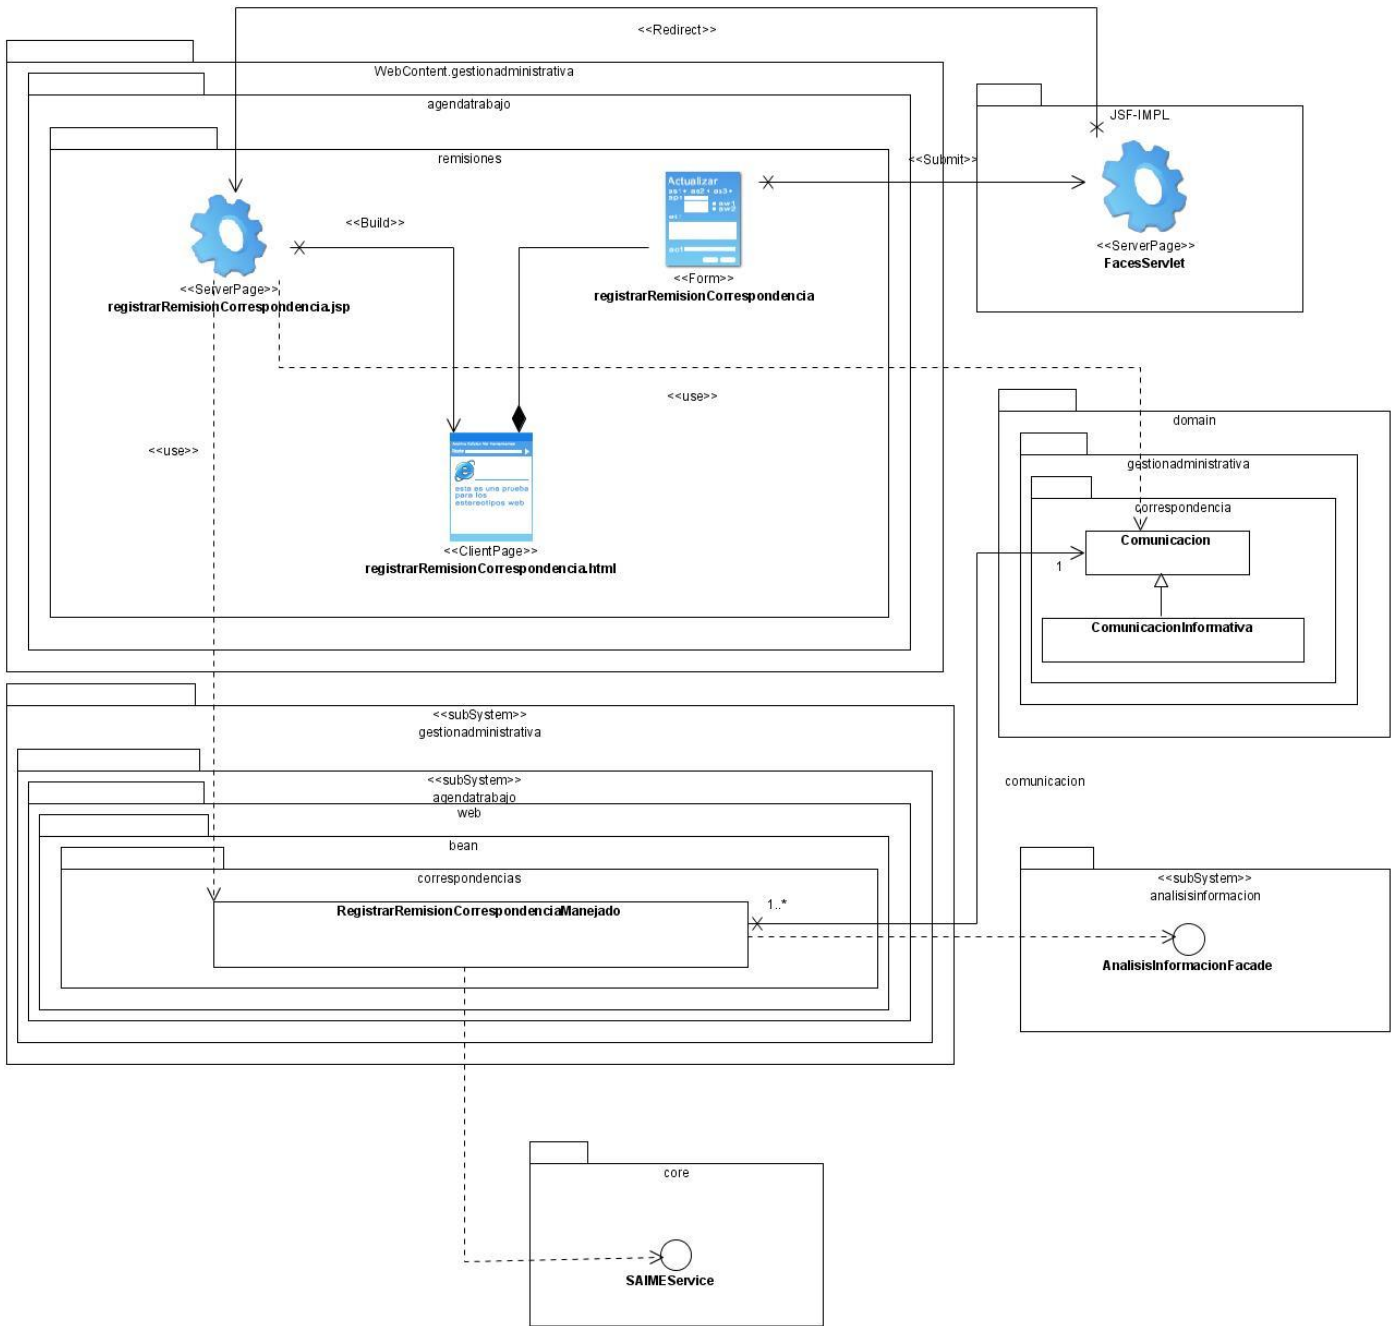 <<Redirect>>
WebContent.gestionadministrativa
agendatrabajo
JSF-IMPL
remisiones
<<Submit>>
Actualizar
<<Build>>
<<ServerPage>>
FacesServlet
<<Form>>
registrarRemisionCorrespondencia
<<ServerPage>>
registrarRemisionCorrespondencia.jsp
<<use>>
<<use>>
esta es una prueba
para los
estereotipos web
<<ClientPage>>
registrarRemisionCorrespondencia.html
domain
gestionadministrativa
correspondencia
Comunicacion
1
ComunicacionInformativa
<<subSystem>>
gestionadministrativa
<<subSystem>>
agendatrabajo
web
bean
correspondencias
RegistrarRemisionCorrespondenciaManejado
1..*
comunicacion
<<subSystem>>
analisisinformacion
AnalisisInformacionFacade
core
SAIMEService